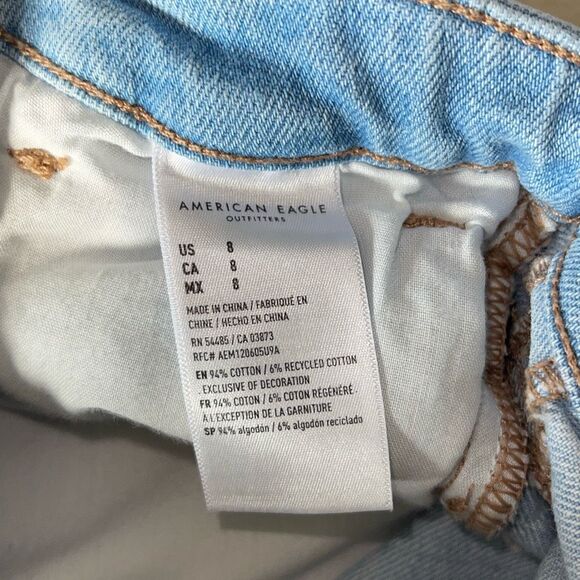 AMERICAN EAGLE
OUTFITTERS
US 8
CA 8
MX 8
MADE IN CHINA / FABRIQUÉ EN
CHINE / HECHO EN CHINA
RN 54485 / CA 03873
RFC# AEM120605U9A
EN 94% COTTON / 6% RECYCLED COTTON
EXCLUSIVE OF DECORATION
FR 94% COTON / 6% COTON RÉGÉNÉRÉ
À L'EXCEPTION DE LA GARNITURE
SP 94% algodón / 6% algodón reciclado